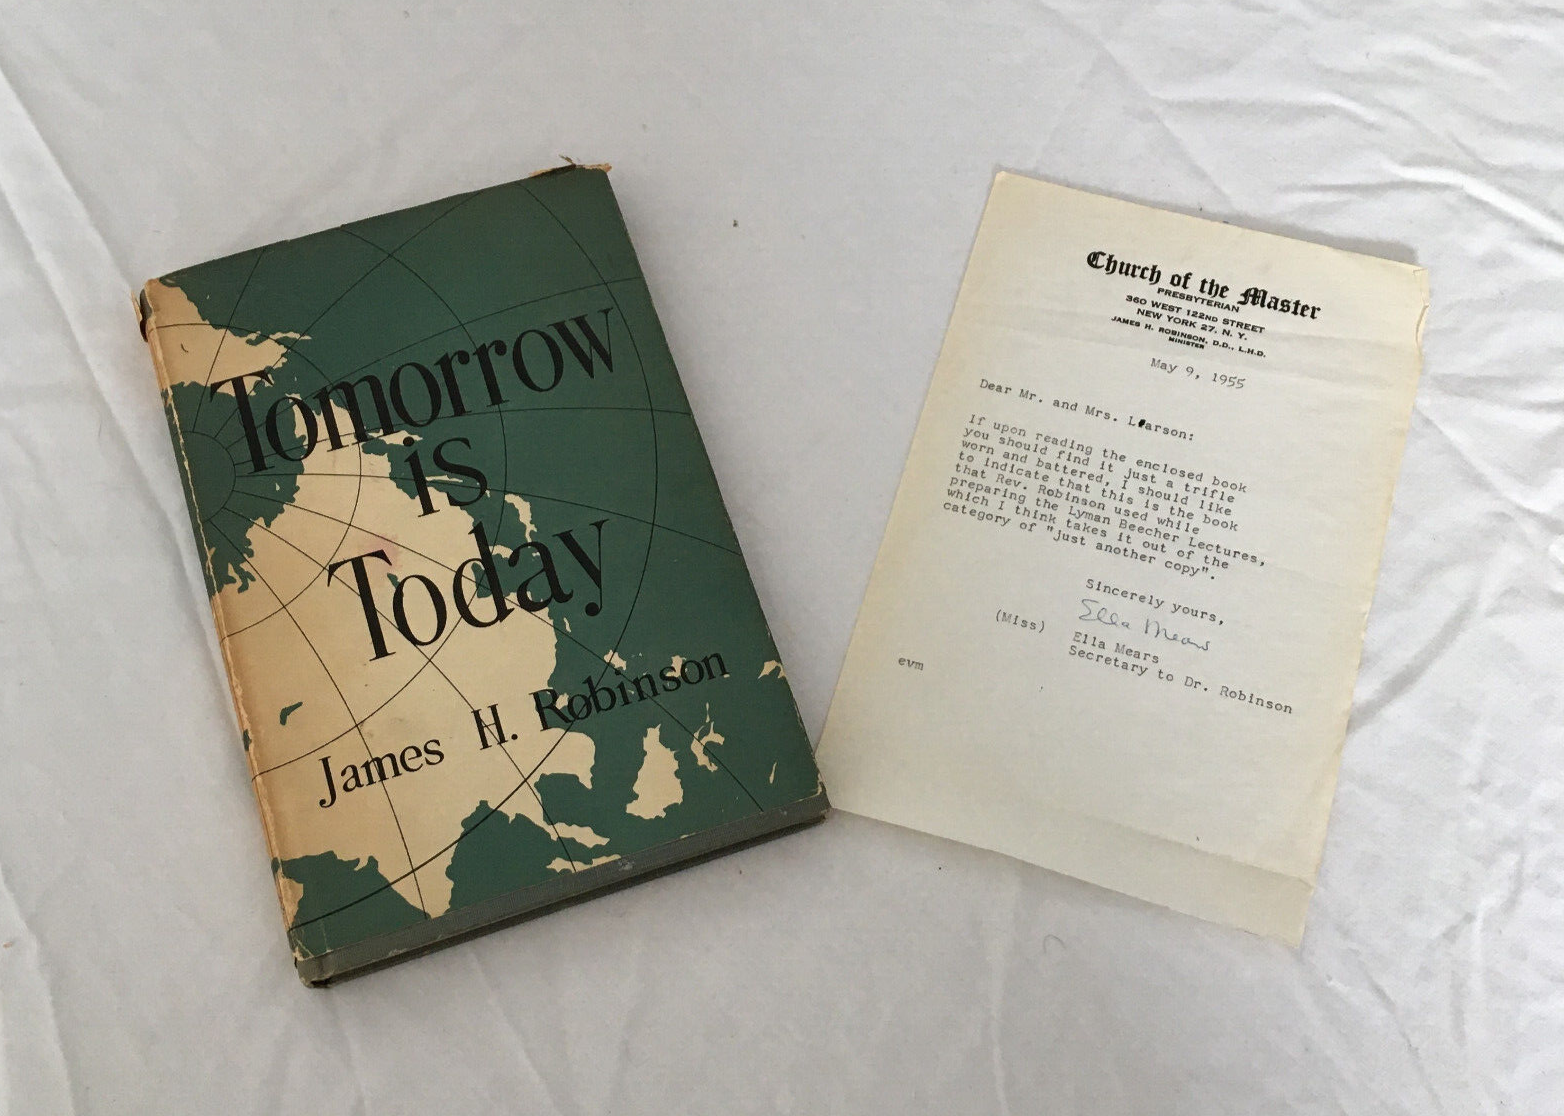 Tomorrow
is
Today
James H. Robinson
Church of the Master
PRESBYTERIAN
360 WEST 122ND STREET
NEW YORK 27, N. Y.
JAMES H. ROBINSON, D.D., L.H.D.
MINISTER
May 9, 1955
Dear Mr. and Mrs. Learson:
If upon reading the enclosed book
you should find it just a trifle
worn and battered, I should like
to indicate that this is the book
that Rev. Robinson used while
preparing the Lyman Beecher Lectures,
which I think takes it out of the
category of "just another copy".
Sincerely yours,
Ella Mears
(Miss) Ella Mears
Secretary to Dr. Robinson
evm